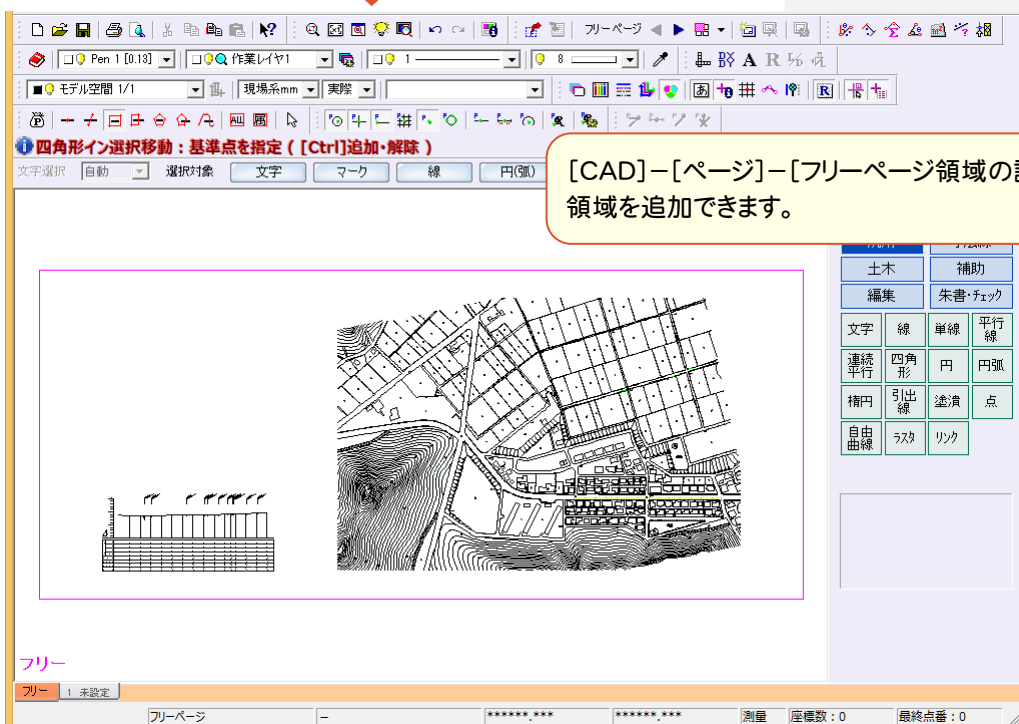 フリーページ
Pen 1 [0.13]
作業レイヤ1
1
8
A R
モデル空間 1/1
現場系mm
実際
あ
R
ALL
四角形イン選択移動：基準点を指定 ( [Ctrl]追加・解除 )
文字選択 自動 選択対象 文字 マーク 線 円(弧)
[CAD]－[ページ]－[フリーページ領域の
領域を追加できます。
土木 補助
編集 朱書・チェック
文字 線 単線 平行線
連続平行 四角形 円 円弧
楕円 引出線 塗潰 点
自由曲線 ラスタ リンク
フリー
フリー 1 未設定
フリーページ － ******.*** ******.*** 測量 座標数：0 最終点番：0